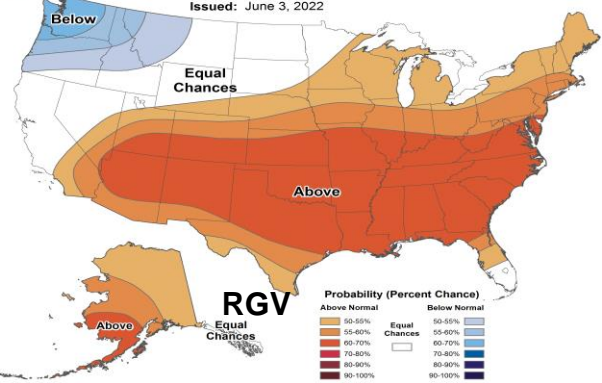 Issued: June 3, 2022
Below
Equal
Chances
Above
Above
RGV
Equal
Chances
Probability (Percent Chance)
Above Normal
50-55%
55-60%
60-70%
70-80%
80-90%
90-100%
Equal
Chances
Below Normal
50-55%
55-60%
60-70%
70-80%
80-90%
90-100%